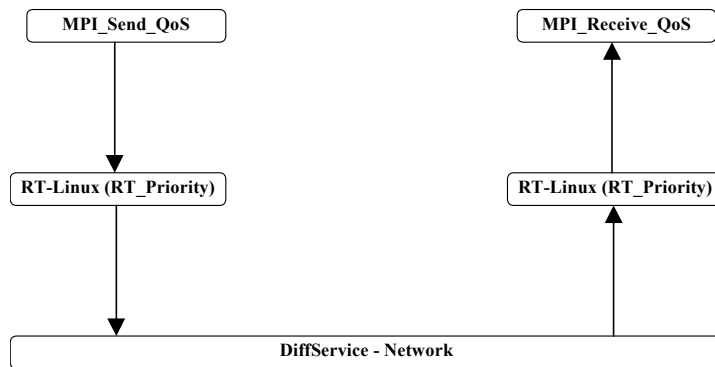 MPI_Send_QoS
MPI_Receive_QoS
RT-Linux (RT_Priority)
RT-Linux (RT_Priority)
DiffService - Network